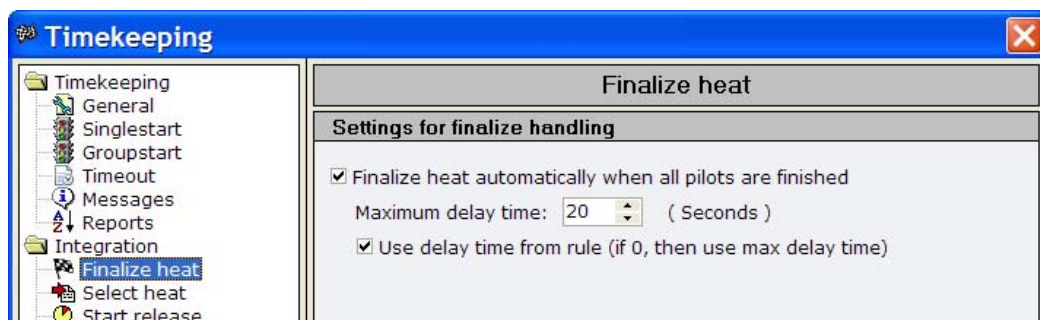 Timekeeping
Timekeeping
General
Singlestart
Groupstart
Timeout
Messages
Reports
Integration
Finalize heat
Select heat
Start release
Finalize heat
Settings for finalize handling
Finalize heat automatically when all pilots are finished
Maximum delay time: 20 ( Seconds )
Use delay time from rule (if 0, then use max delay time)